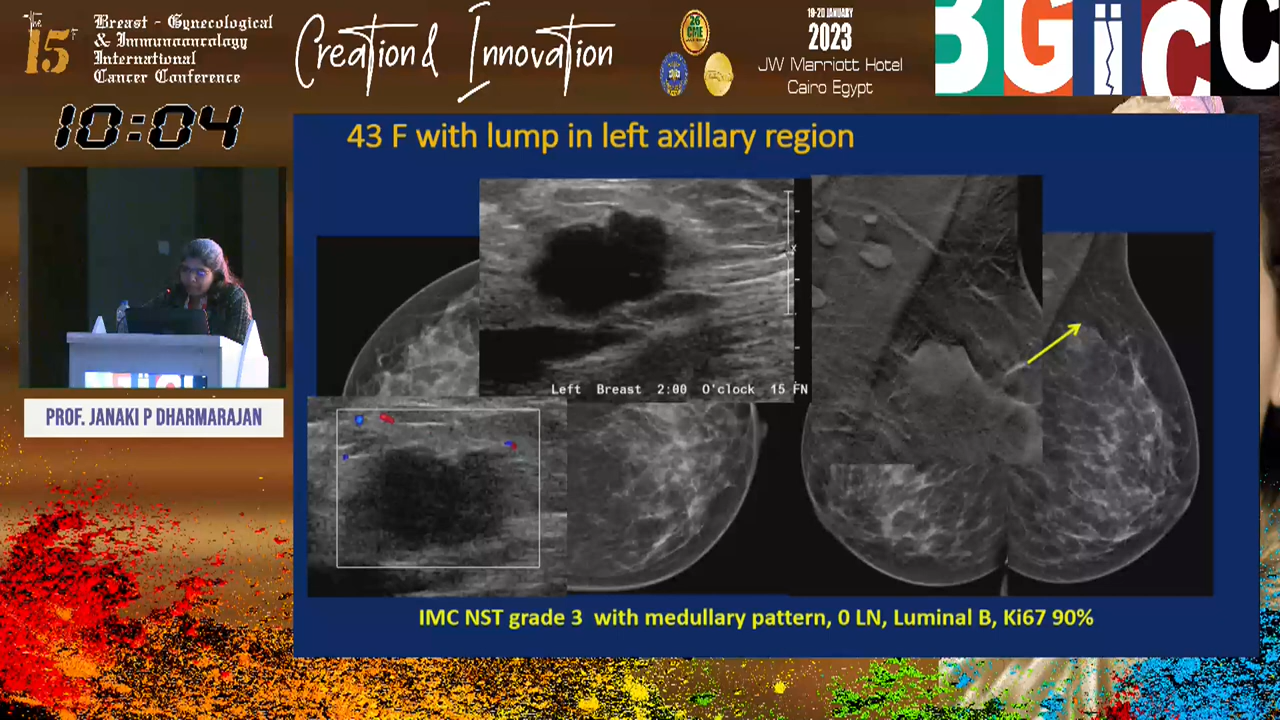 The
15th
Breast - Gynecological
& Immunooncology
International
Cancer Conference
Creation & Innovation
26
CME
18-20 JANUARY
2023
JW Marriott Hotel
Cairo Egypt
BGICC
10:04
43 F with lump in left axillary region
Left Breast 2:00 O'clock 15 FN
PROF. JANAKI P DHARMARAJAN
IMC NST grade 3 with medullary pattern, 0 LN, Luminal B, Ki67 90%